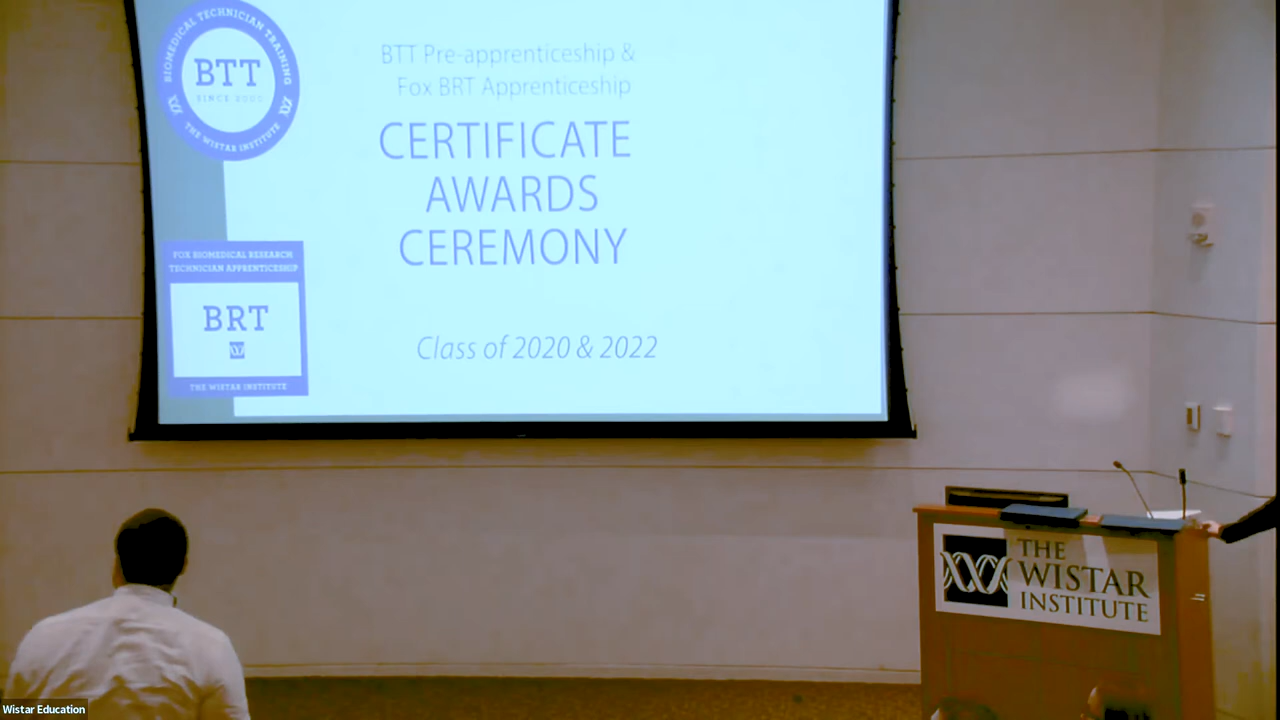 BIOMEDICAL TECHNICIAN TRAINING
BTT
SINCE 2000
THE WISTAR INSTITUTE
BTT Pre-apprenticeship &
Fox BRT Apprenticeship
CERTIFICATE
AWARDS
CEREMONY
Class of 2020 & 2022
FOX BIOMEDICAL RESEARCH
TECHNICIAN APPRENTICESHIP
BRT
THE WISTAR INSTITUTE
THE
WISTAR
INSTITUTE
Wistar Education